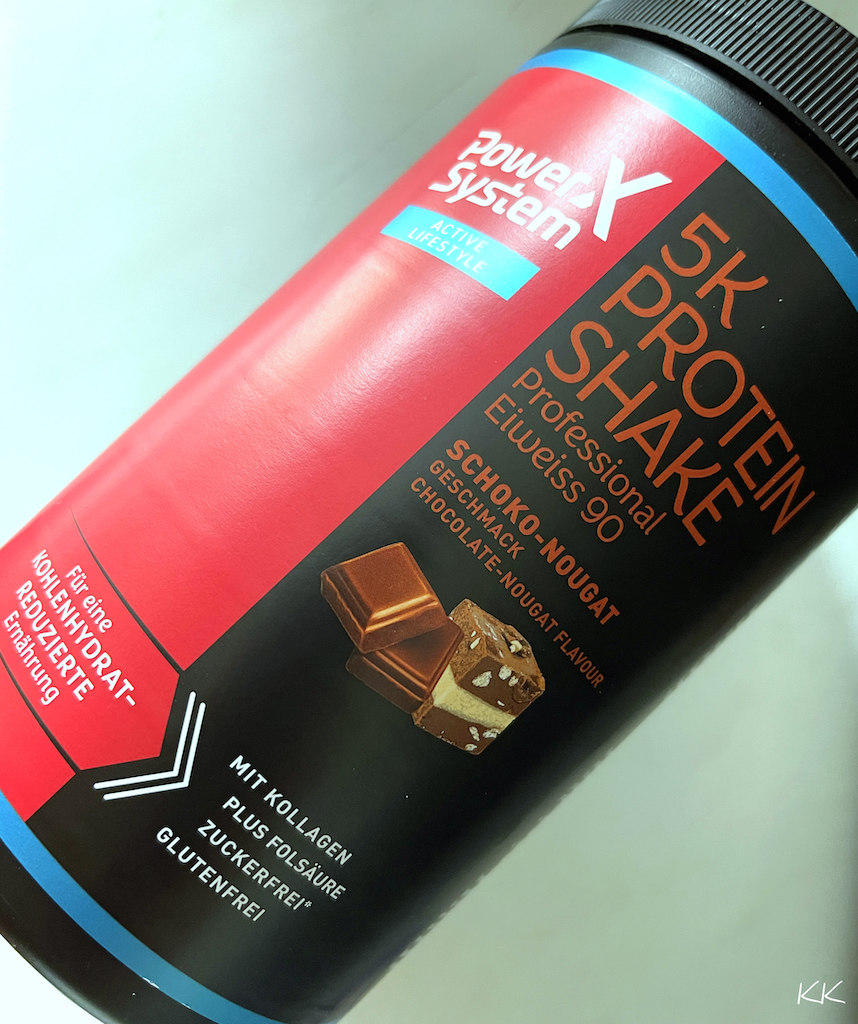 Power
System X
ACTIVE
LIFESTYLE
5K
PROTEIN
SHAKE
Professional
Eiweiss 90
SCHOKO-NOUGAT
GESCHMACK
CHOCOLATE-NOUGAT FLAVOUR
Für eine
KOHLENHYDRAT-
REDUZIERTE
Ernährung
MIT KOLLAGEN
PLUS FOLSÄURE
ZUCKERFREI*
GLUTENFREI
KK